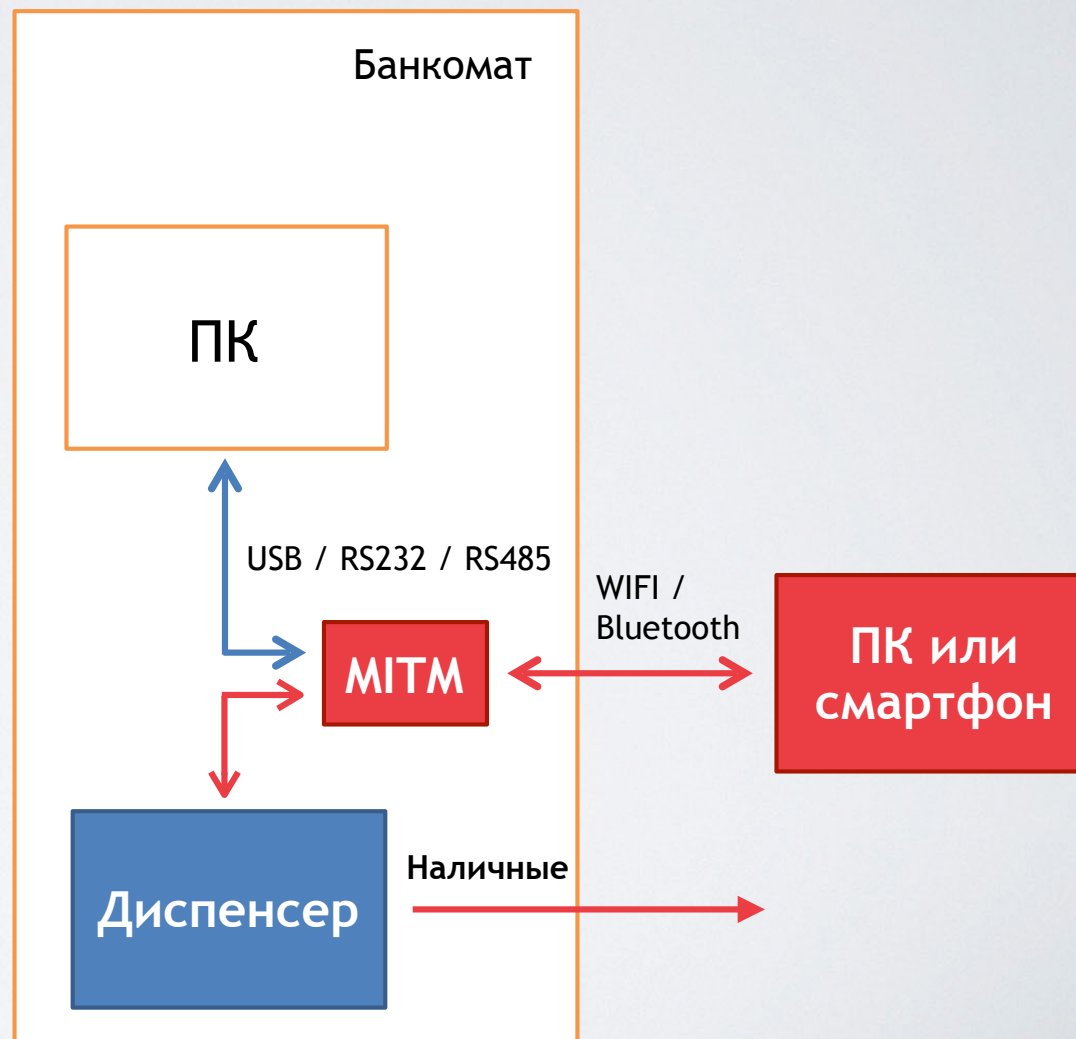 Банкомат
ПК
USB / RS232 / RS485
WIFI /
Bluetooth
MITM
ПК или
смартфон
Наличные
Диспенсер